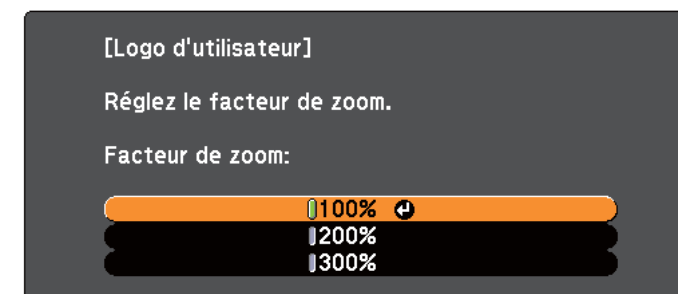 [Logo d'utilisateur]
Réglez le facteur de zoom.
Facteur de zoom:
100%
200%
300%